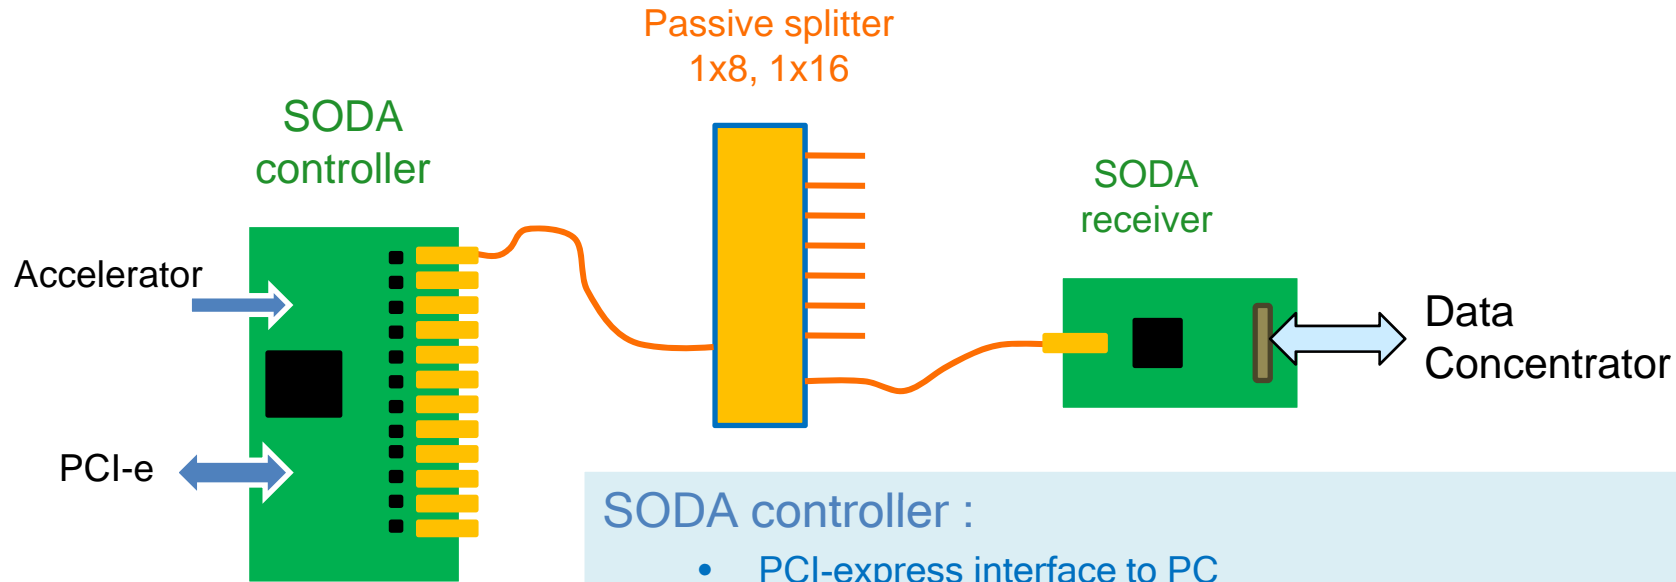 Passive splitter
1x8, 1x16
SODA
controller
SODA
receiver
Accelerator
Data
Concentrator
PCI-e
SODA controller :
• PCI-express interface to PC